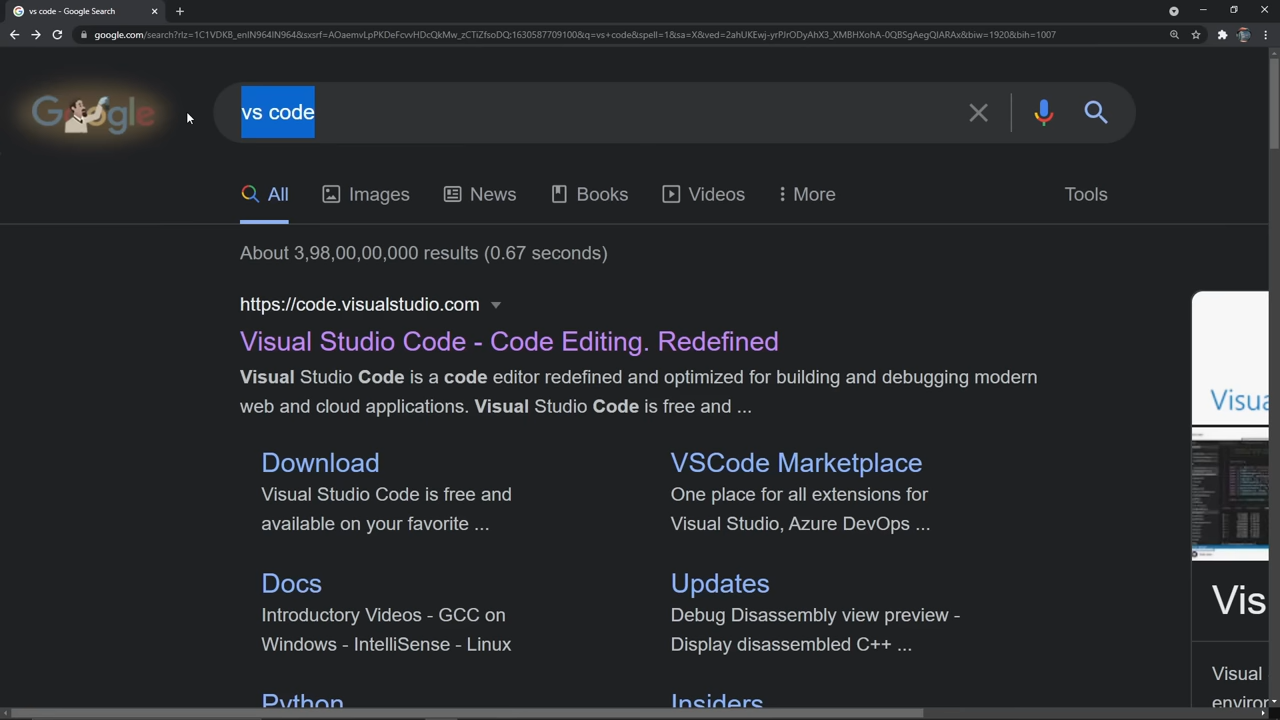 vs code - Google Search
google.com/search?rlz=1C1VDKB_enIN964IN964&sxsrf=AOaemvLpPKDeFcvvHDcQkMw_zCTiZfsoDQ:1630587709100&q=vs+code&spell=1&sa=X&ved=2ahUKEwj-yrPJrODyAhX3_XMBHXohA-0QBSgAegQIARAx&biw=1920&bih=1007
Google
vs code
All
Images
News
Books
Videos
More
Tools
About 3,98,00,00,000 results (0.67 seconds)
https://code.visualstudio.com
Visual Studio Code - Code Editing. Redefined
Visual Studio Code is a code editor redefined and optimized for building and debugging modern
web and cloud applications. Visual Studio Code is free and ...
Download
Visual Studio Code is free and
available on your favorite ...
VSCode Marketplace
One place for all extensions for
Visual Studio, Azure DevOps ...
Docs
Introductory Videos - GCC on
Windows - IntelliSense - Linux
Updates
Debug Disassembly view preview -
Display disassembled C++ ...
Python
Insiders
Visua
Vis
Visual
enviror